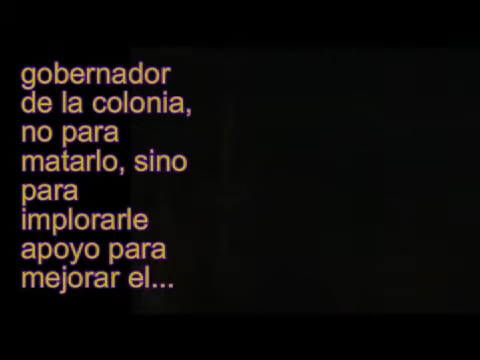 gobernador
de la colonia,
no para
matarlo, sino
para
implorarle
apoyo para
mejorar el...